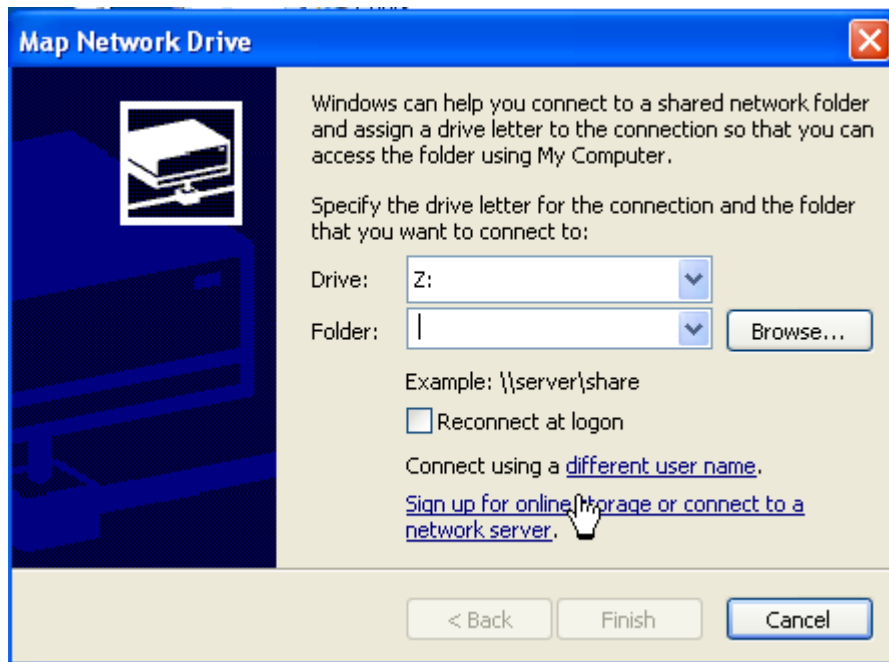 Map Network Drive
Windows can help you connect to a shared network folder
and assign a drive letter to the connection so that you can
access the folder using My Computer.
Specify the drive letter for the connection and the folder
that you want to connect to:
Drive: Z:
Folder: Browse...
Example: \\server\share
Reconnect at logon
Connect using a different user name.
Sign up for online storage or connect to a
network server.
< Back Finish Cancel